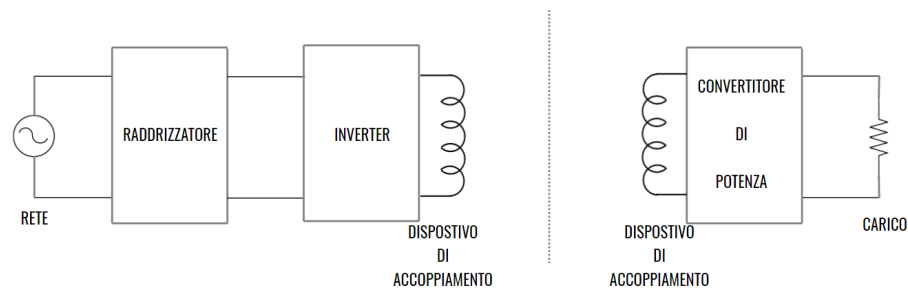 RETE
RADDRIZZATORE
INVERTER
DISPOSTIVO
DI
ACCOPPIAMENTO
DISPOSTIVO
DI
ACCOPPIAMENTO
CONVERTITORE
DI
POTENZA
CARICO